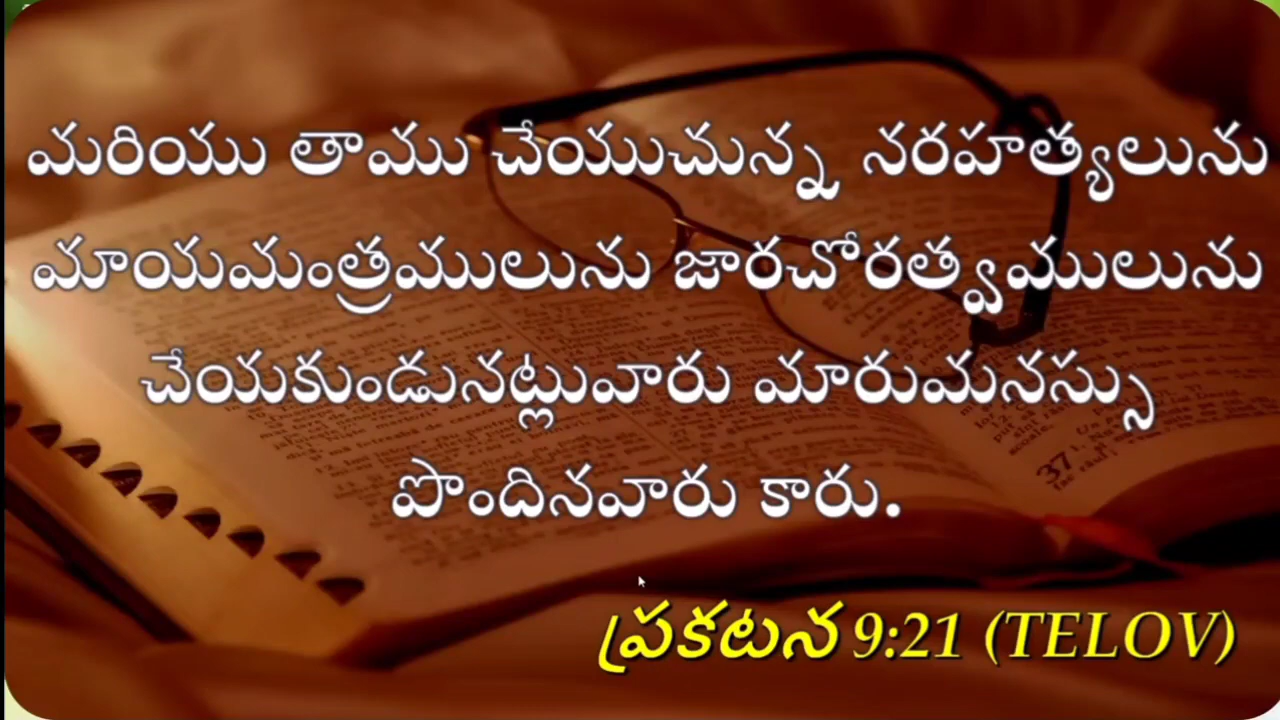 మరియు తాము చేయుచున్న నరహత్యలును
మాయమంత్రములును జారచోరత్వములును
చేయకుండునట్లువారు మారుమనస్సు
పొందినవారు కారు.
ప్రకటన 9:21 (TELOV)